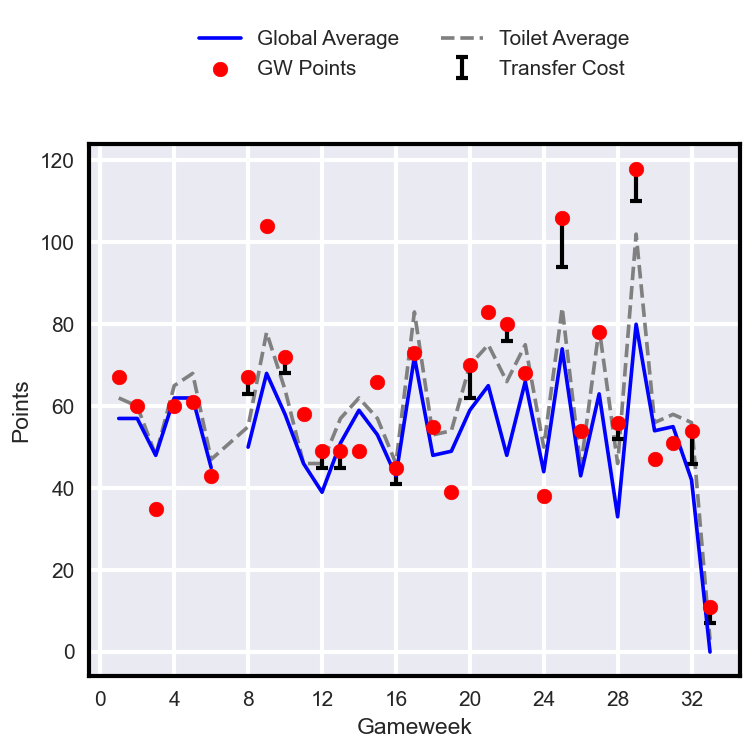 Global Average
Toilet Average
GW Points
Transfer Cost
120
100
80
60
40
20
0
Points
0 4 8 12 16 20 24 28 32
Gameweek